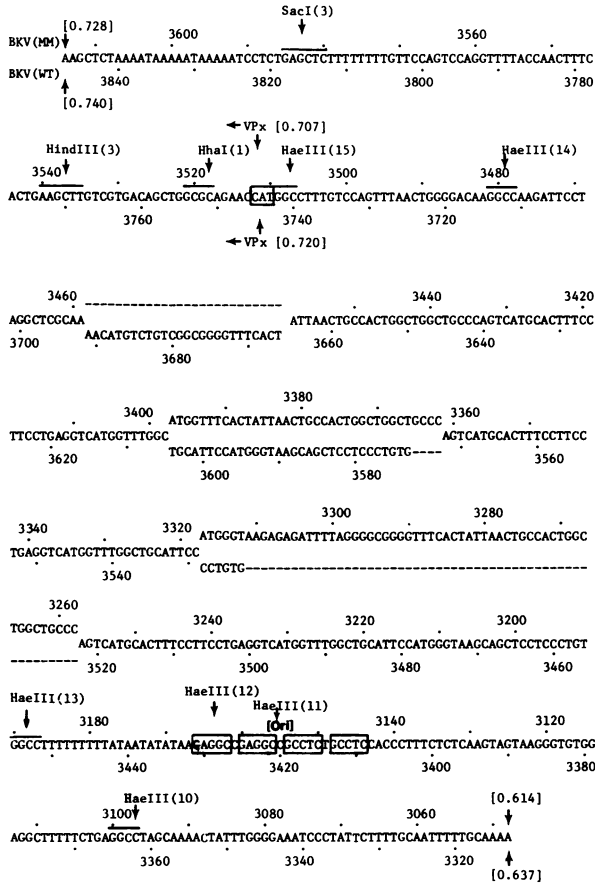 SacI(3)
[0.728] 3600 3560
BKV(MM)
AAGCTCTAAAATAAAAATAAAAATCCTCTGAGCTCTTTTTTTTGTTCCAGTCCAGGTTTTACCAACTTTC
BKV(WT)
3840 3820 3800 3780
[0.740]
VPx [0.707]
HindIII(3) HhaI(1) HaeIII(15) HaeIII(14)
3540 3520 3500 3480
ACTGAAGCTTGTCGTGACAGCTGGCGCAGAACCATGGCCTTTGTCCAGTTTAACTGGGGACAAGGCCAAGATTCCT
3760 3740 3720
VPx [0.720]
3460 3440 3420
AGGCTCGCAA ---------------------------- ATTAACTGCCACTGGCTGGCTGCCCAGTCATGCACTTTCC
AACATGTCTGTCGGCGGGGTTTCACT
3700 3680 3660 3640
3400 3380 3360
ATGGTTTCACTATTAACTGCCACTGGCTGGCTGCCC
TTCCTGAGGTCATGGTTTGGC AGTCATGCACTTTCCTTCC
TGCATTCCATGGGTAAGCAGCTCCTCCCTGTG----
3620 3600 3580 3560
3340 3320 3300 3280
ATGGGTAAGAGAGATTTTAGGGGCGGGGTTTCACTATTAACTGCCACTGGC
TGAGGTCATGGTTTGGCTGCATTCC
CCTGTG---------------------------------------------
3540
3260 3240 3220 3200
TGGCTGCCC
AGTCATGCACTTTCCTTCCTGAGGTCATGGTTTGGCTGCATTCCATGGGTAAGCAGCTCCTCCCTGT
---------
3520 3500 3480 3460
HaeIII(13) HaeIII(12) HaeIII(11)
3180 [Ori] 3140 3120
GGCCTTTTTTTTTATAATATATAAGAGGCCGAGGCCGCCTCTGCCTCCACCCTTTCTCTCAAGTAGTAAGGGTGTGG
3440 3420 3400 3380
HaeIII(10)
3100 3080 3060 [0.614]
AGGCTTTTTCTGAGGCCTAGCAAAACTATTTGGGGAAATCCCTATTCTTTTGCAATTTTTGCAAAA
3360 3340 3320 [0.637]